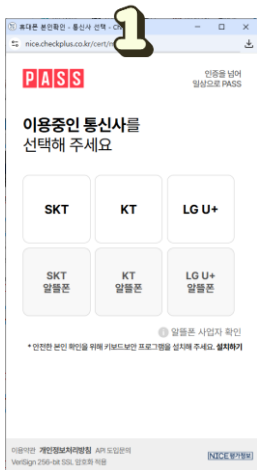 휴대폰 본인확인 - 통신사 선택 - Ch
1
nice.checkplus.co.kr/cert/m
PASS
인증을 넘어
일상으로 PASS
이용중인 통신사를
선택해 주세요
SKT
KT
LG U+
SKT
알뜰폰
KT
알뜰폰
LG U+
알뜰폰
알뜰폰 사업자 확인
* 안전한 본인 확인을 위해 키보드보안 프로그램을 설치해 주세요. 설치하기
이용약관 개인정보처리방침 API 도입문의
VeriSign 256-bit SSL 암호화 적용
NICE평가정보